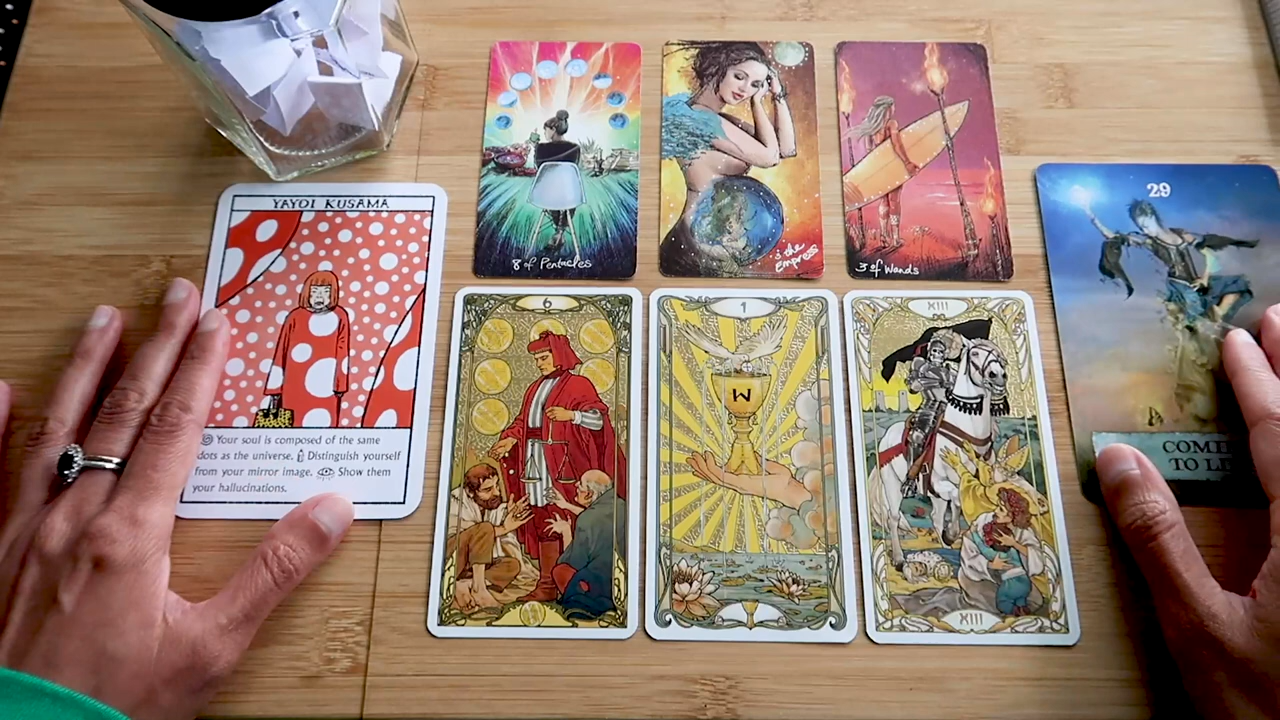 YAYOI KUSAMA
Your soul is composed of the same
dots as the universe. Distinguish yourself
from your mirror image. Show them
your hallucinations.
8 of Pentacles
3 the
Empress
3 of Wands
6
1
W
XIII
XIII
29
TO